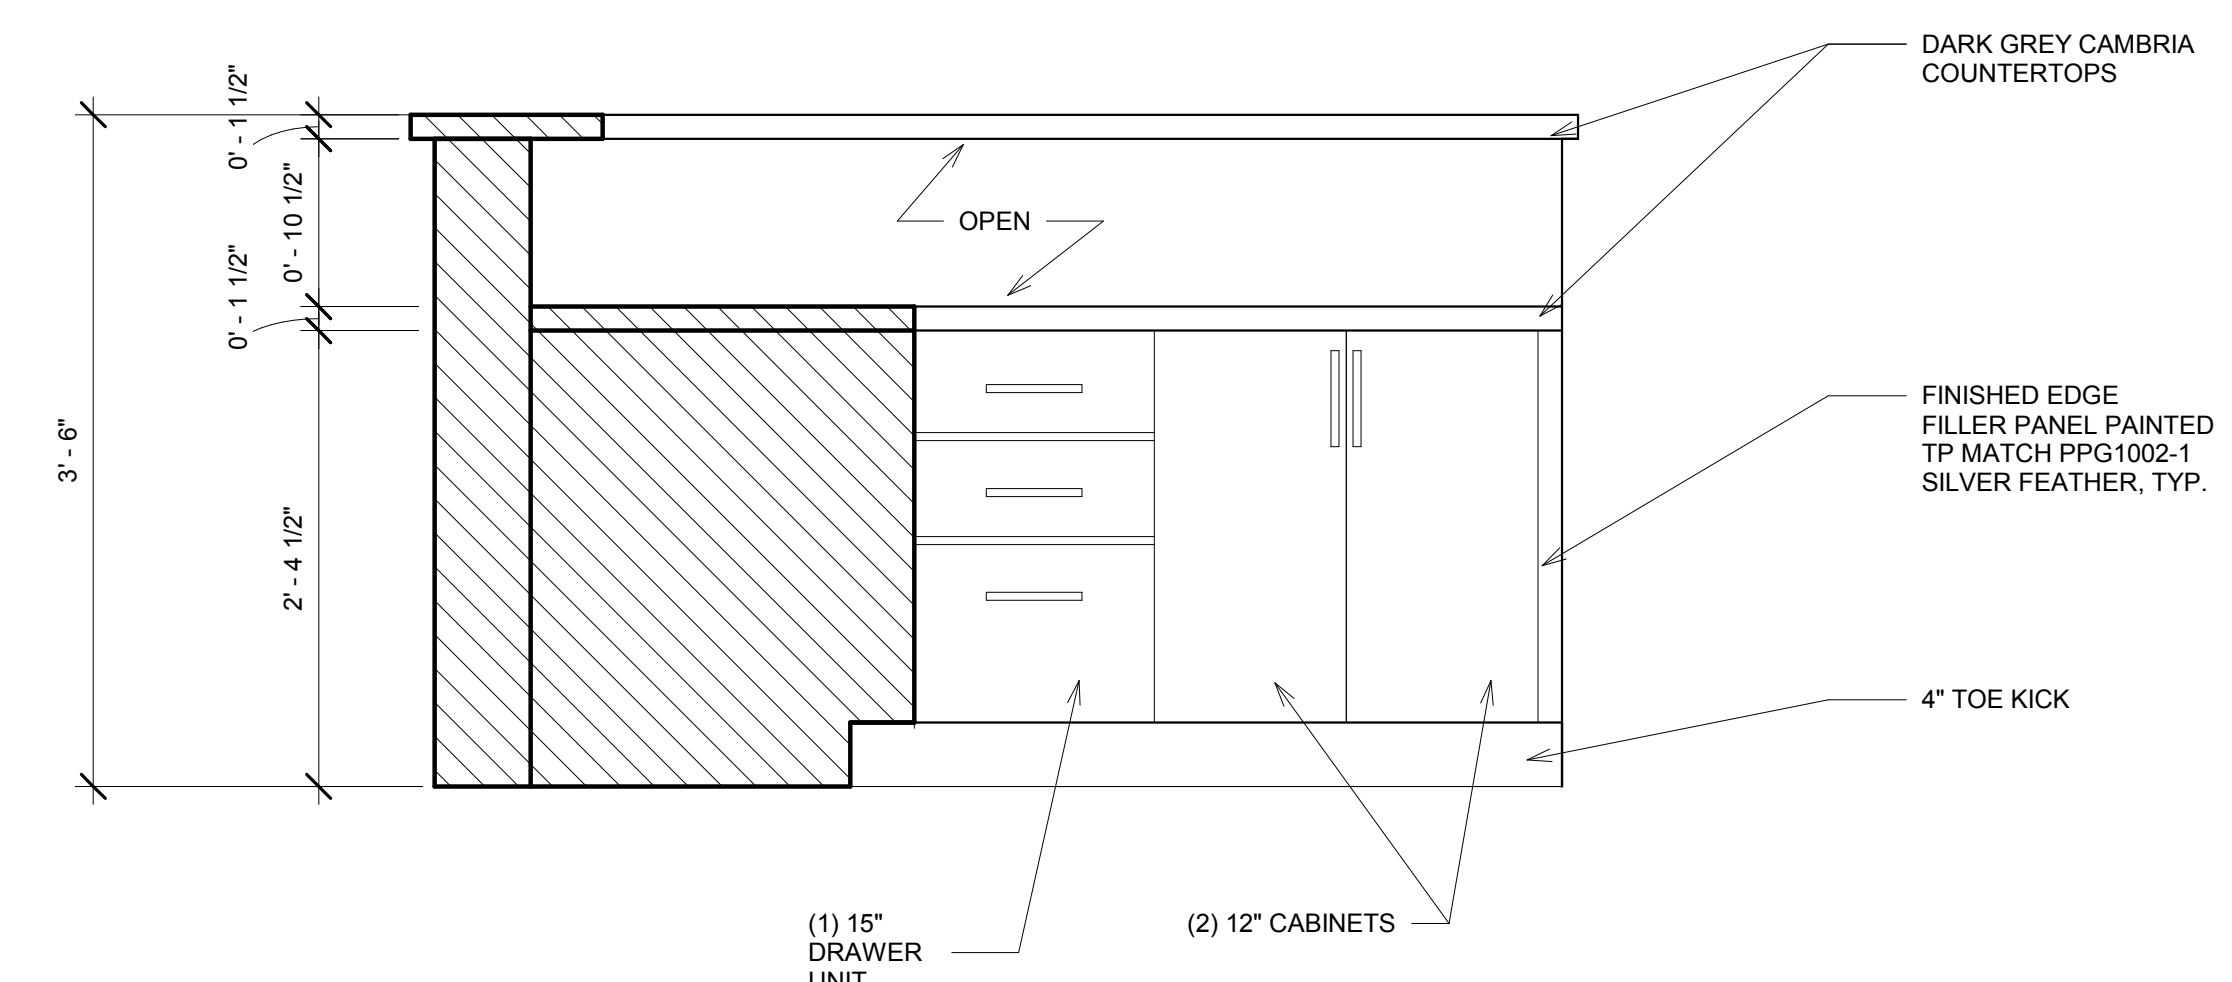 DARK GREY CAMBRIA
COUNTERTOPS
0' - 1 1/2"
0' - 10 1/2"
OPEN
0' - 1 1/2"
3' - 6"
2' - 4 1/2"
FINISHED EDGE
FILLER PANEL PAINTED
TP MATCH PPG1002-1
SILVER FEATHER, TYP.
4" TOE KICK
(1) 15"
DRAWER
UNIT
(2) 12" CABINETS